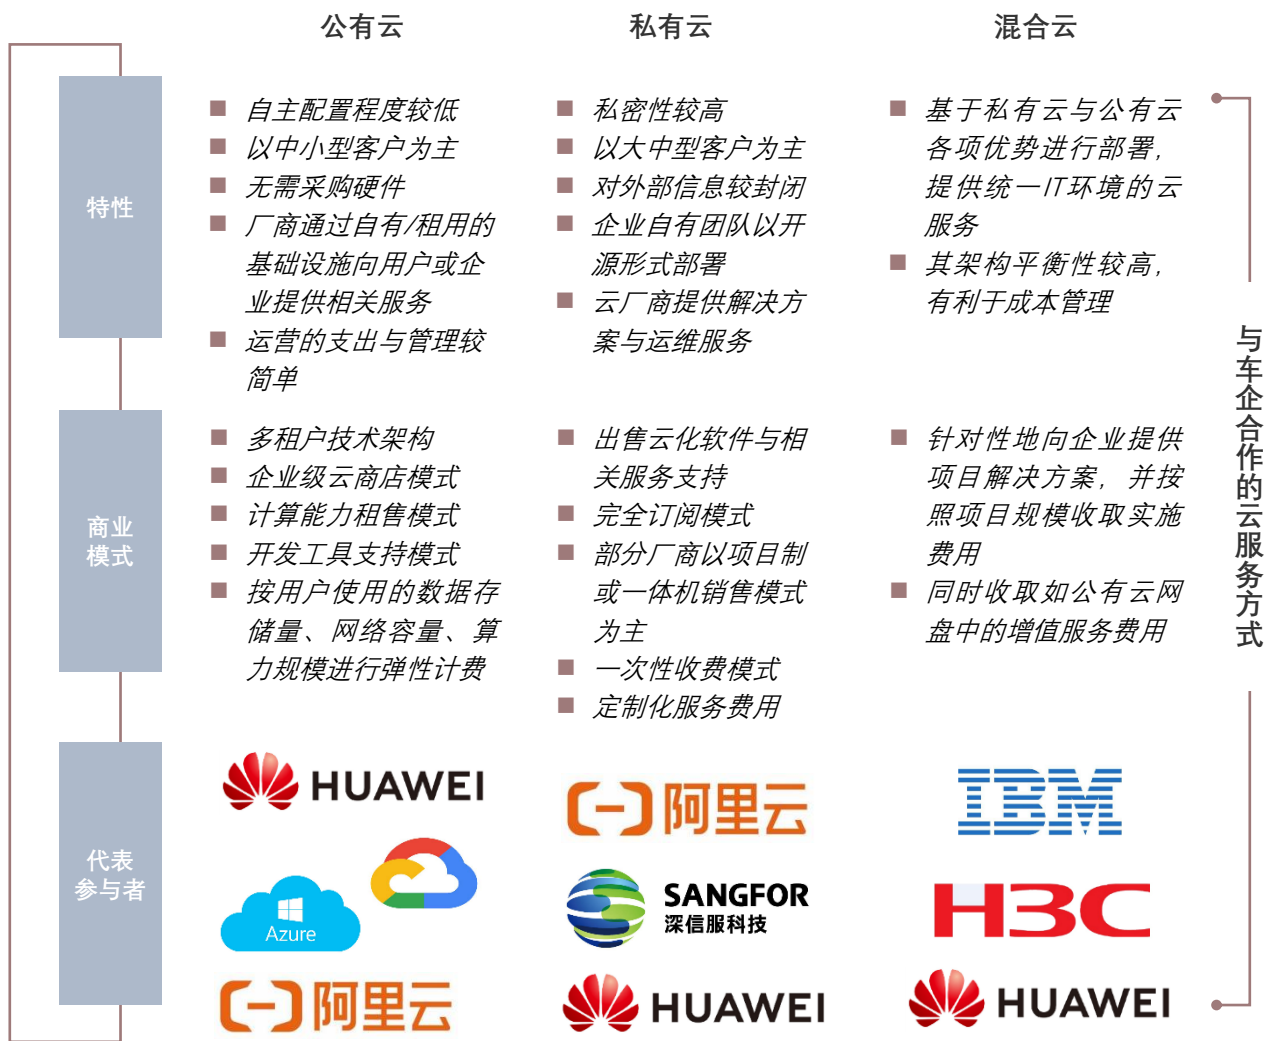 公有云
私有云
混合云
特性
自主配置程度较低
以中小型客户为主
无需采购硬件
厂商通过自有/租用的
基础设施向用户或企
业提供相关服务
运营的支出与管理较
简单
私密性较高
以大中型客户为主
对外部信息较封闭
企业自有团队以开
源形式部署
云厂商提供解决方
案与运维服务
基于私有云与公有云
各项优势进行部署，
提供统一IT环境的云
服务
其架构平衡性较高，
有利于成本管理
商业
模式
多租户技术架构
企业级云商店模式
计算能力租售模式
开发工具支持模式
按用户使用的数据存
储量、网络容量、算
力规模进行弹性计费
出售云化软件与相
关服务支持
完全订阅模式
部分厂商以项目制
或一体机销售模式
为主
一次性收费模式
定制化服务费用
针对性地向企业提供
项目解决方案，并按
照项目规模收取实施
费用
同时收取如公有云网
盘中的增值服务费用
代表
参与者
HUAWEI
Azure
阿里云
阿里云
SANGFOR
深信服科技
HUAWEI
IBM
H3C
HUAWEI
与车企合作的云服务方式